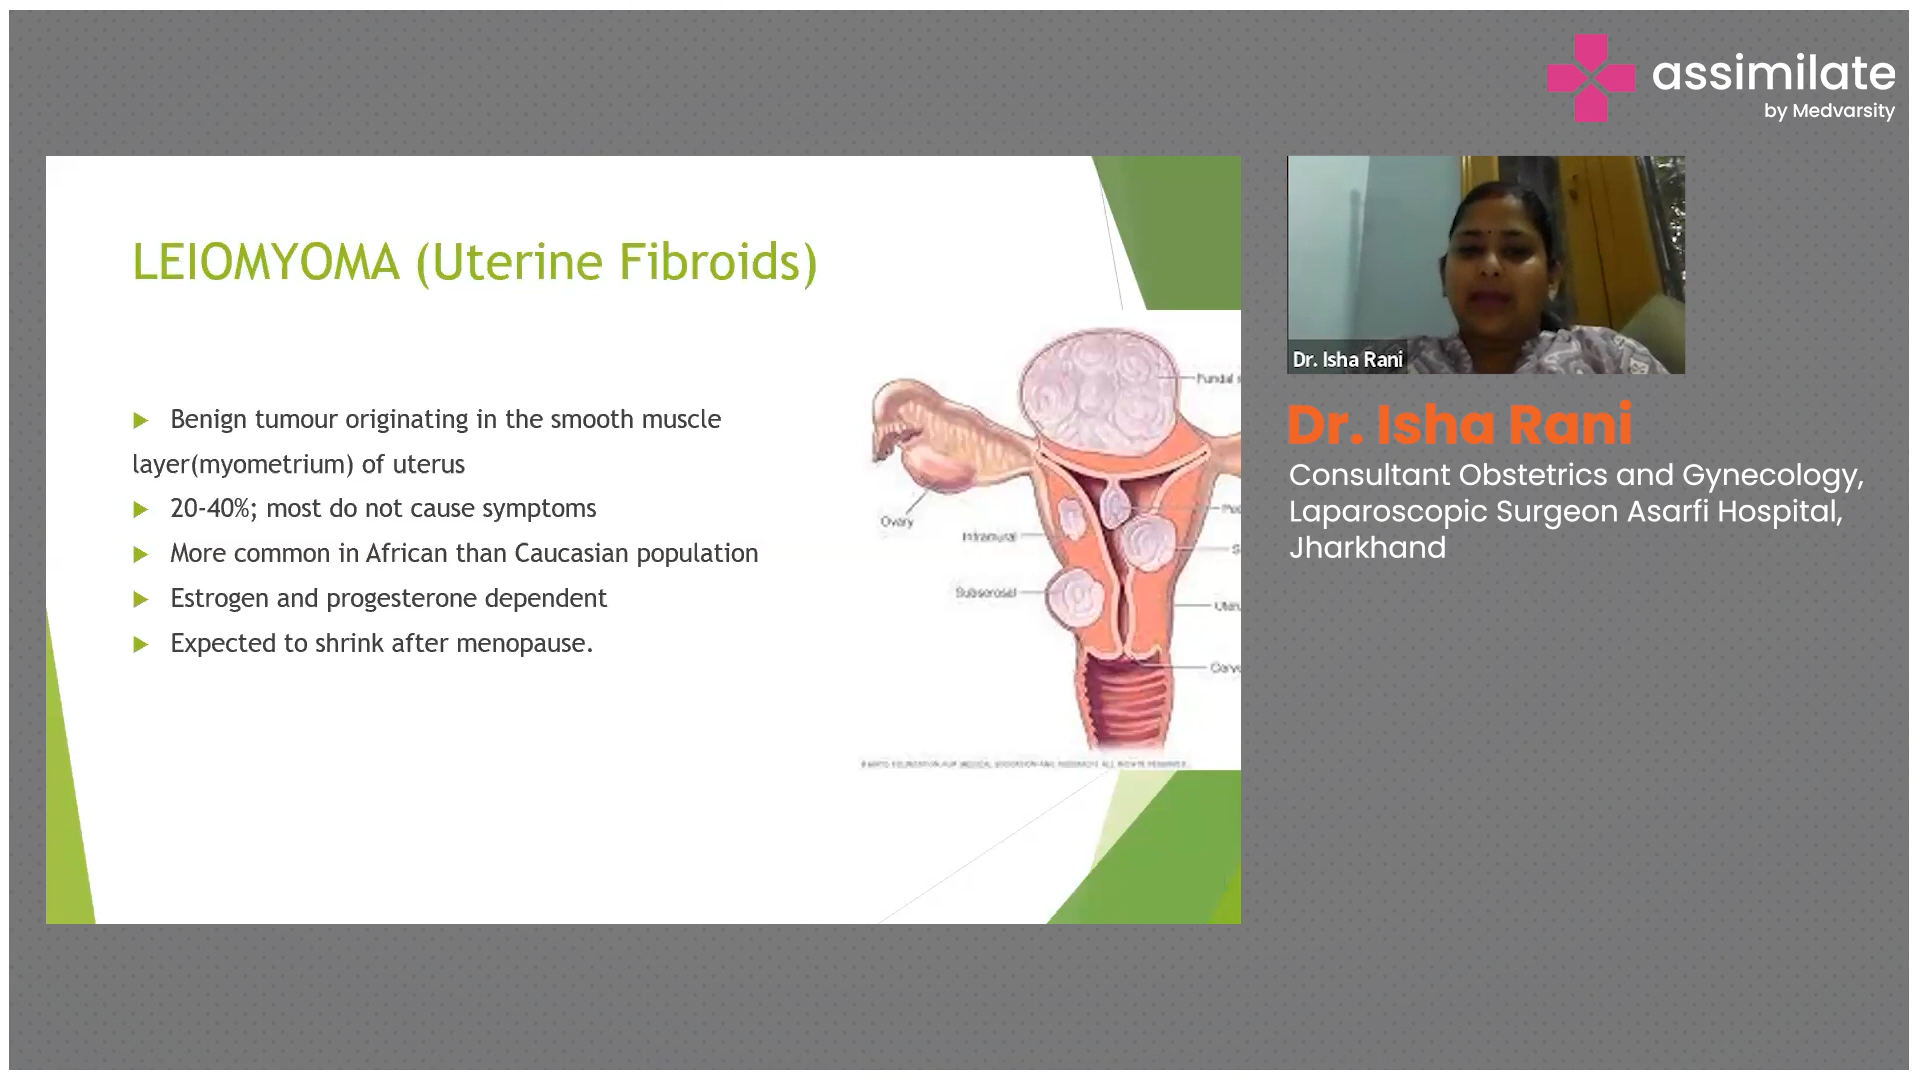 assimilate
by Medvarsity
LEIOMYOMA (Uterine Fibroids)
► Benign tumour originating in the smooth muscle
layer(myometrium) of uterus
► 20-40%; most do not cause symptoms
► More common in African than Caucasian population
► Estrogen and progesterone dependent
► Expected to shrink after menopause.
Fundal
Ovary
Intramural
Subserosal
Dr. Isha Rani
Dr. Isha Rani
Consultant Obstetrics and Gynecology,
Laparoscopic Surgeon Asarfi Hospital,
Jharkhand